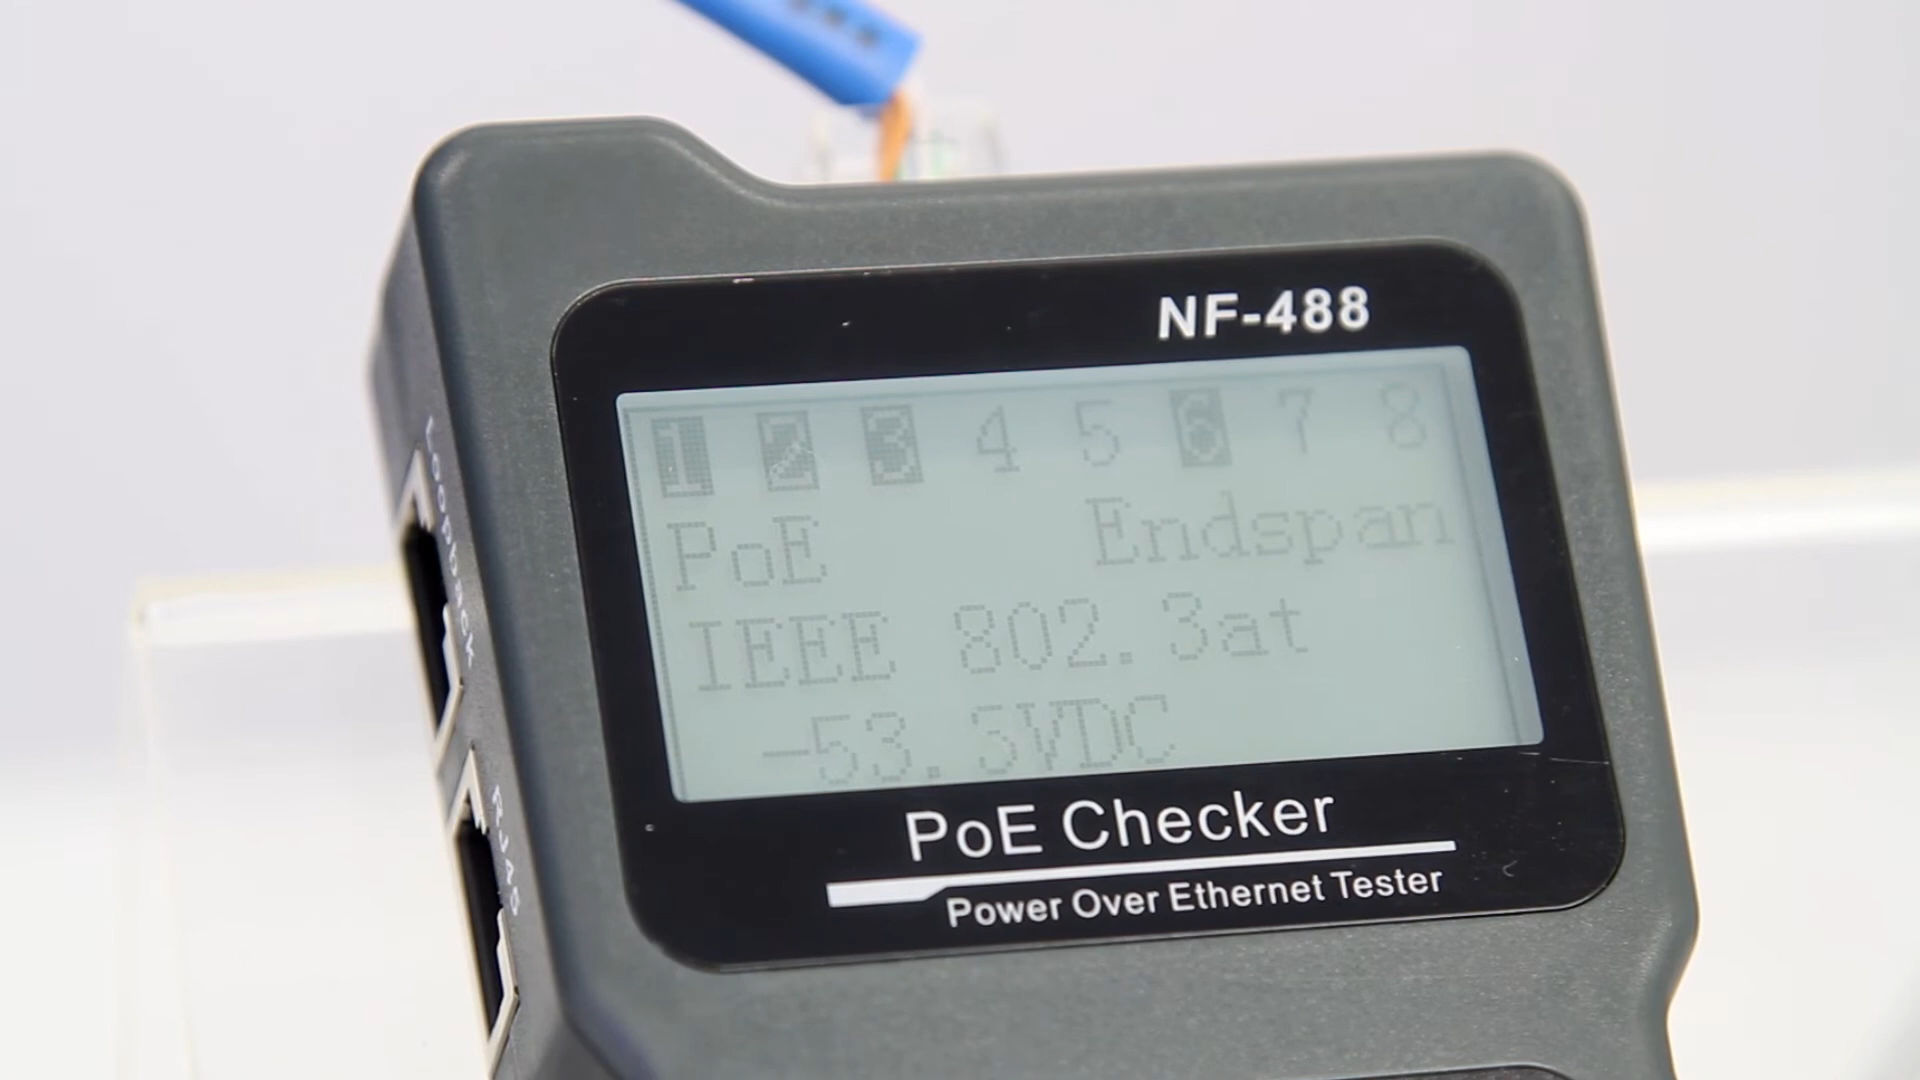 NF-488
1 2 3 4 5 6 7 8
PoE Endspan
IEEE 802.3at
-53.5VDC
PoE Checker
Power Over Ethernet Tester
Loopback
RJ45